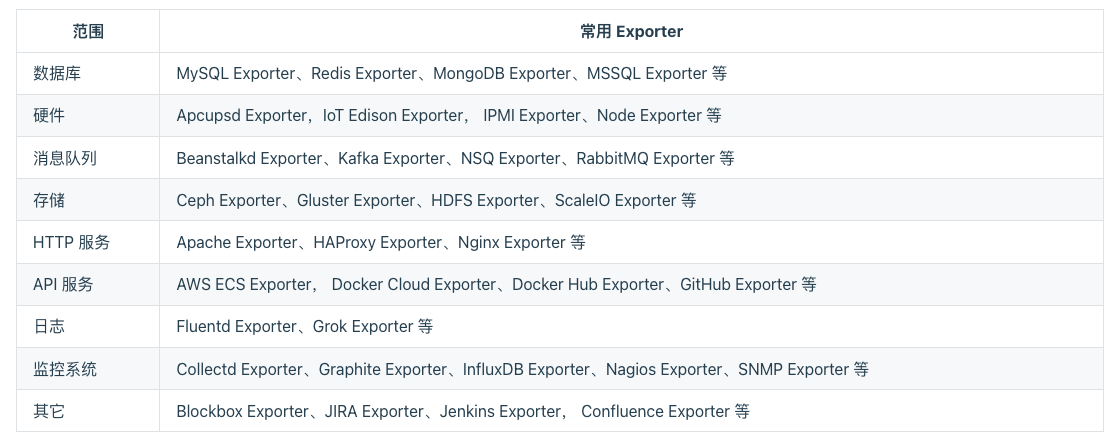 范围 常用 Exporter
数据库 MySQL Exporter、Redis Exporter、MongoDB Exporter、MSSQL Exporter 等
硬件 Apcupsd Exporter，IoT Edison Exporter， IPMI Exporter、Node Exporter 等
消息队列 Beanstalkd Exporter、Kafka Exporter、NSQ Exporter、RabbitMQ Exporter 等
存储 Ceph Exporter、Gluster Exporter、HDFS Exporter、ScaleIO Exporter 等
HTTP 服务 Apache Exporter、HAProxy Exporter、Nginx Exporter 等
API 服务 AWS ECS Exporter， Docker Cloud Exporter、Docker Hub Exporter、GitHub Exporter 等
日志 Fluentd Exporter、Grok Exporter 等
监控系统 Collectd Exporter、Graphite Exporter、InfluxDB Exporter、Nagios Exporter、SNMP Exporter 等
其它 Blockbox Exporter、JIRA Exporter、Jenkins Exporter， Confluence Exporter 等